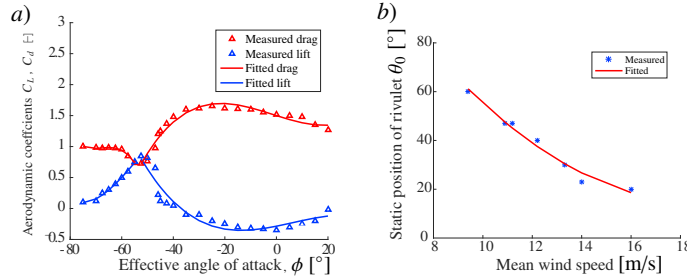 a)
Aerodynamic coeffcients C_L, C_d [-]
3
2.5
2
1.5
1
0.5
0
0.5
-80
-60
-40
-20
0
20
Effective angle of attack, ϕ [°]
Measured drag
Measured lift
Fitted drag
Fitted lift
b)
Static position of rivulet θ0 [°]
80
60
40
20
0
8
10
12
14
16
18
Mean wind speed [m/s]
Measured
Fitted